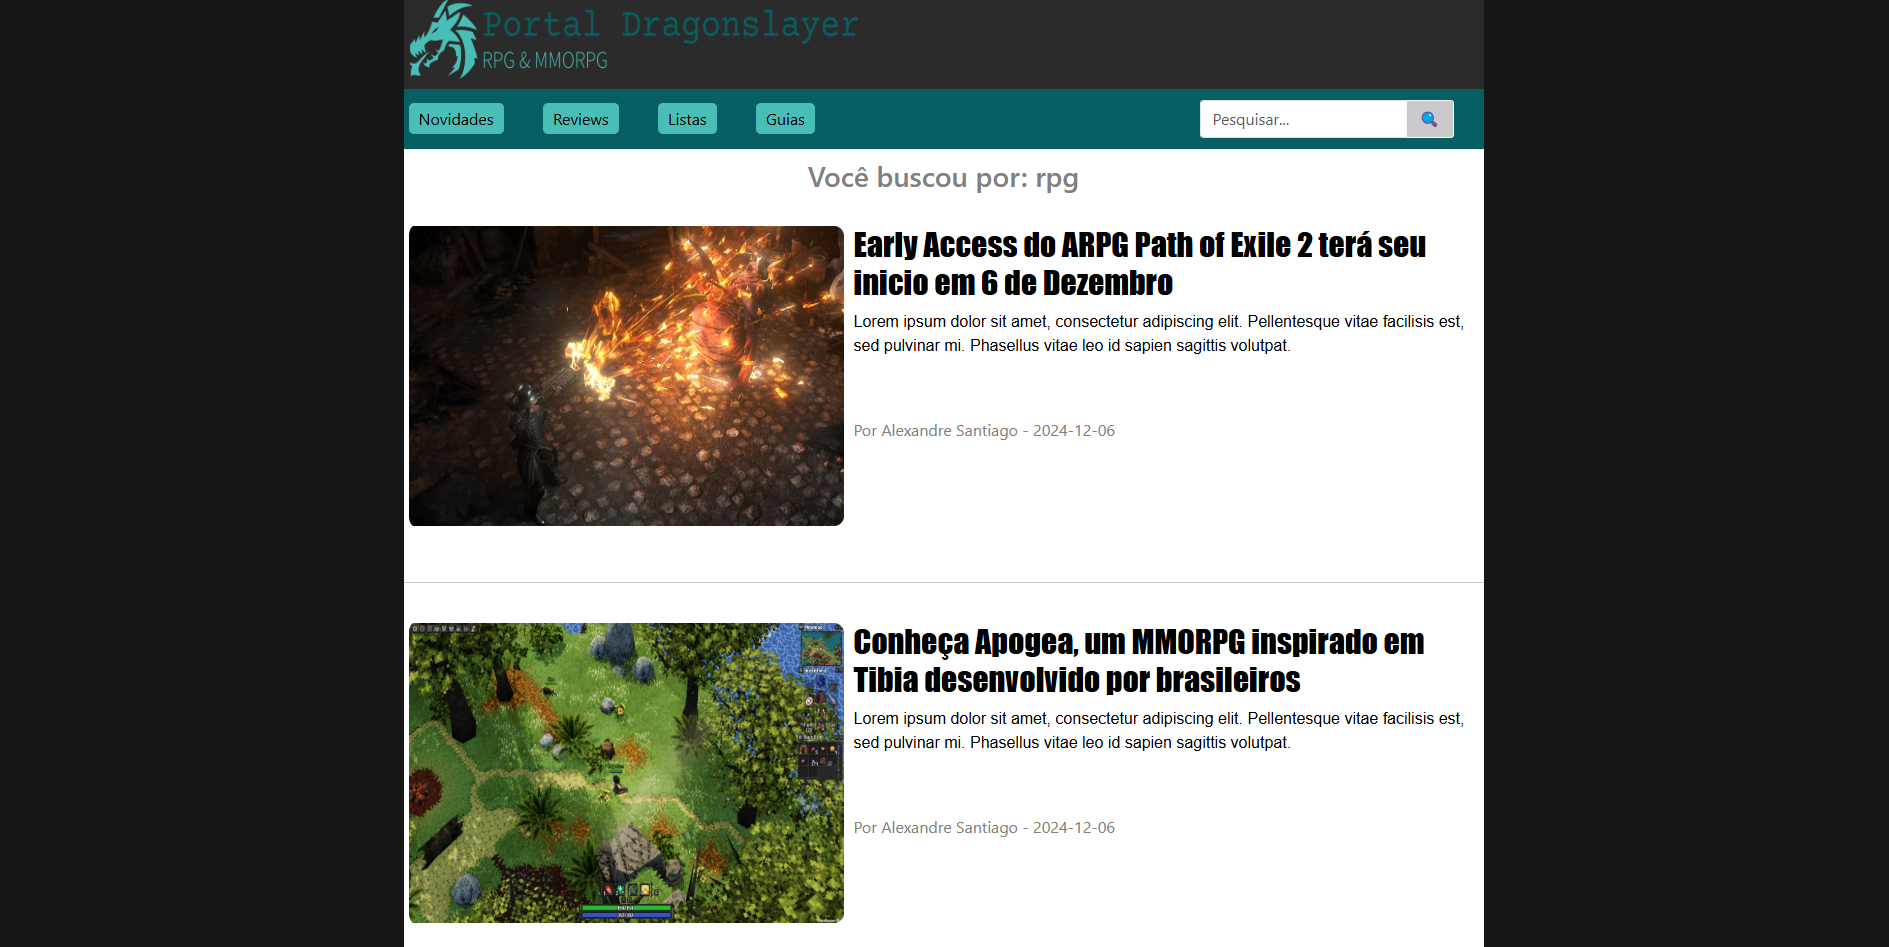 Portal Dragonslayer
RPG & MMORPG
Novidades
Reviews
Listas
Guias
Pesquisar...
Você buscou por: rpg
Early Access do ARPG Path of Exile 2 terá seu
inicio em 6 de Dezembro
Lorem ipsum dolor sit amet, consectetur adipiscing elit. Pellentesque vitae facilisis est,
sed pulvinar mi. Phasellus vitae leo id sapien sagittis volutpat.
Por Alexandre Santiago - 2024-12-06
Conheça Apogea, um MMORPG inspirado em
Tibia desenvolvido por brasileiros
Lorem ipsum dolor sit amet, consectetur adipiscing elit. Pellentesque vitae facilisis est,
sed pulvinar mi. Phasellus vitae leo id sapien sagittis volutpat.
Por Alexandre Santiago - 2024-12-06